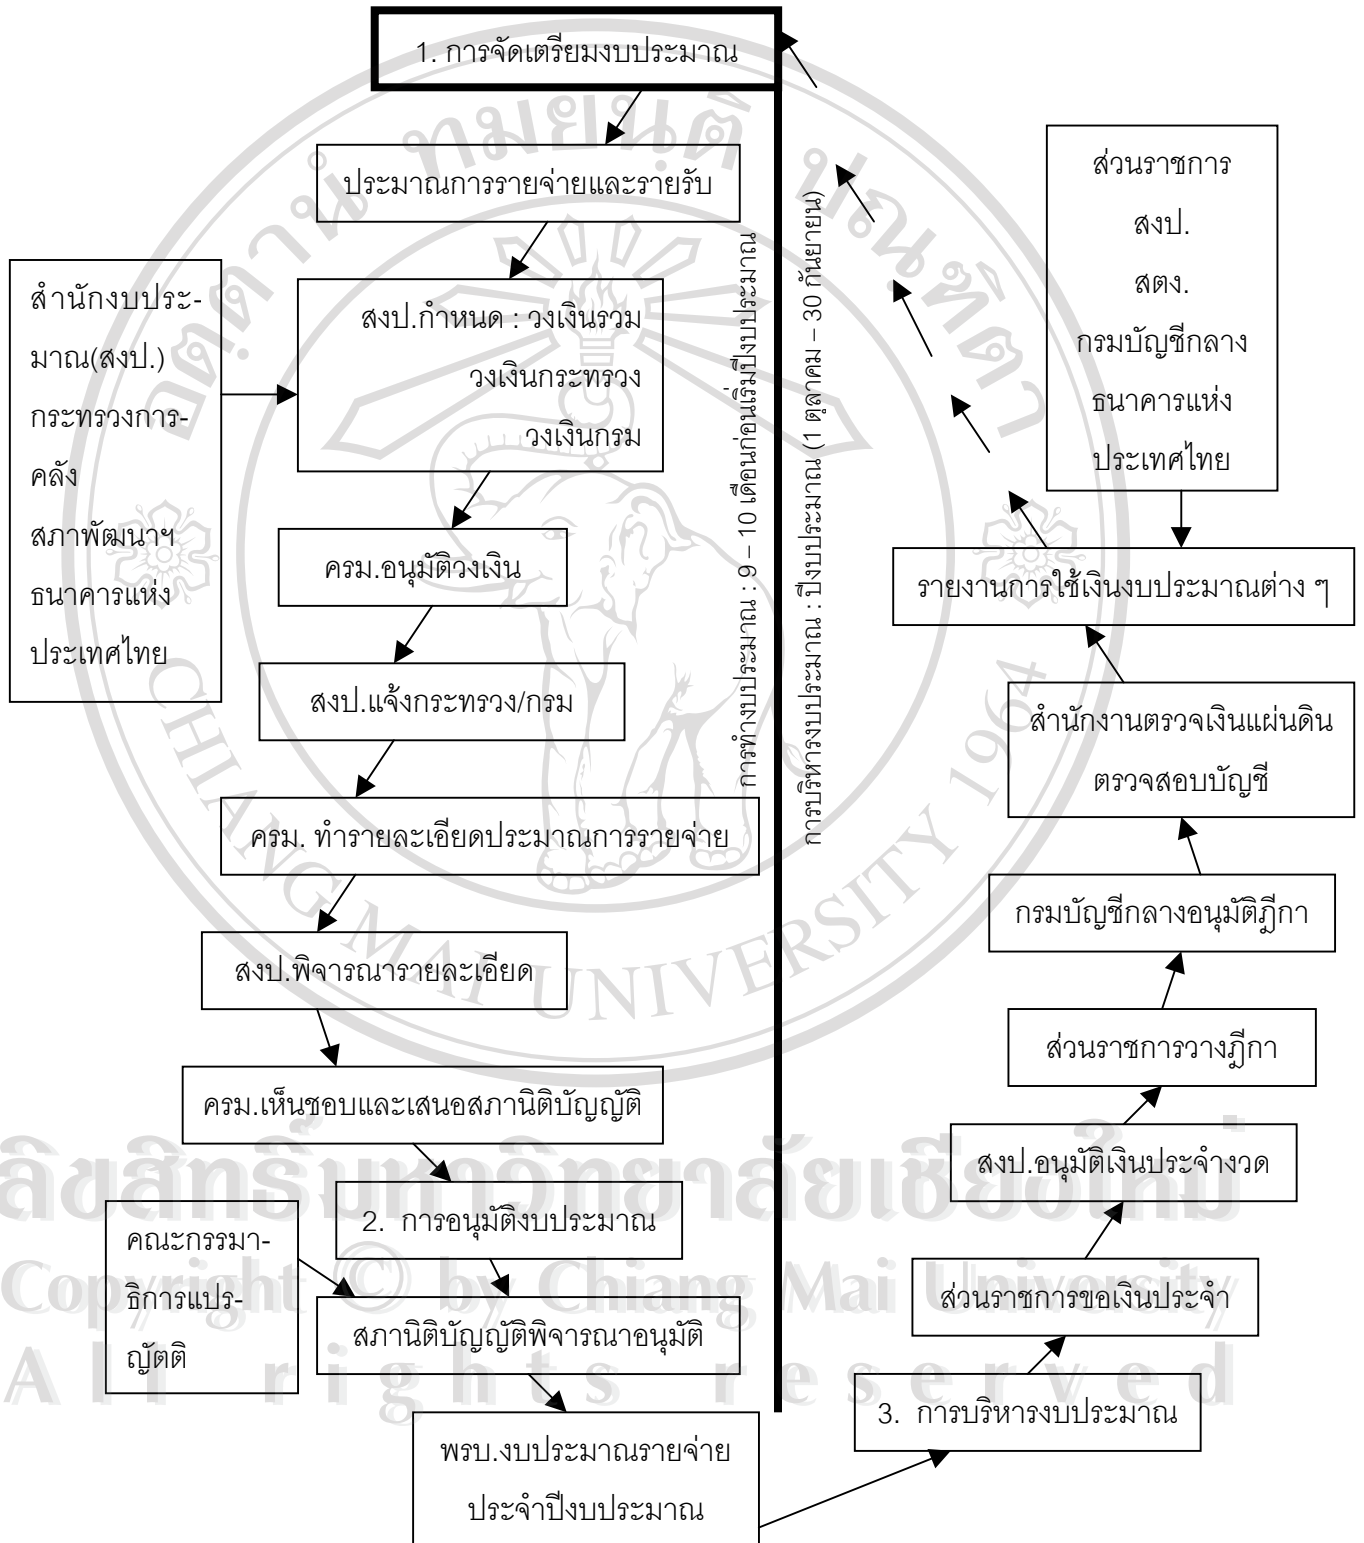 1. การจัดเตรียมงบประมาณ
ประมาณการรายจ่ายและรายรับ
สำนักงบประ-
มาณ(สงป.)
กระทรวงการ-
คลัง
สภาพัฒนาฯ
ธนาคารแห่ง
ประเทศไทย
สงป.กำหนด : วงเงินรวม
วงเงินกระทรวง
วงเงินกรม
ครม.อนุมัติวงเงิน
สงป.แจ้งกระทรวง/กรม
ครม. ทำรายละเอียดประมาณการรายจ่าย
สงป.พิจารณารายละเอียด
ครม.เห็นชอบและเสนอสภานิติบัญญัติ
2. การอนุมัติงบประมาณ
คณะกรรมา-
ธิการแปร-
ญัตติ
สภานิติบัญญัติพิจารณาอนุมัติ
พรบ.งบประมาณรายจ่าย
ประจำปีงบประมาณ
การทำงบประมาณ : 9 – 10 เดือนก่อนเริ่มปีงบประมาณ
การบริหารงบประมาณ : ปีงบประมาณ (1 ตุลาคม – 30 กันยายน)
3. การบริหารงบประมาณ
ส่วนราชการขอเงินประจำ
สงป.อนุมัติเงินประจำงวด
ส่วนราชการวางฎีกา
กรมบัญชีกลางอนุมัติฎีกา
สำนักงานตรวจเงินแผ่นดิน
ตรวจสอบบัญชี
รายงานการใช้เงินงบประมาณต่าง ๆ
ส่วนราชการ
สงป.
สตง.
กรมบัญชีกลาง
ธนาคารแห่ง
ประเทศไทย
อตฺตานํ ทมยนฺติ ปณฺฑิตา
CHIANG MAI UNIVERSITY 1964
ลิขสิทธิ์มหาวิทยาลัยเชียงใหม่
Copyright © by Chiang Mai University
All rights reserved